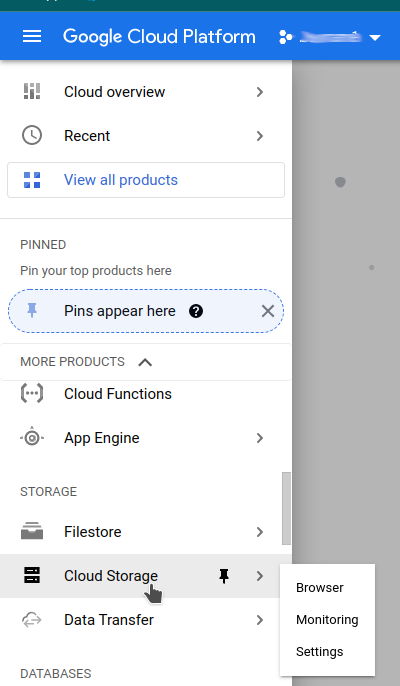 Google Cloud Platform
Cloud overview
Recent
View all products
PINNED
Pin your top products here
Pins appear here ?
MORE PRODUCTS
Cloud Functions
App Engine
STORAGE
Filestore
Cloud Storage
Browser
Monitoring
Settings
Data Transfer
DATABASES